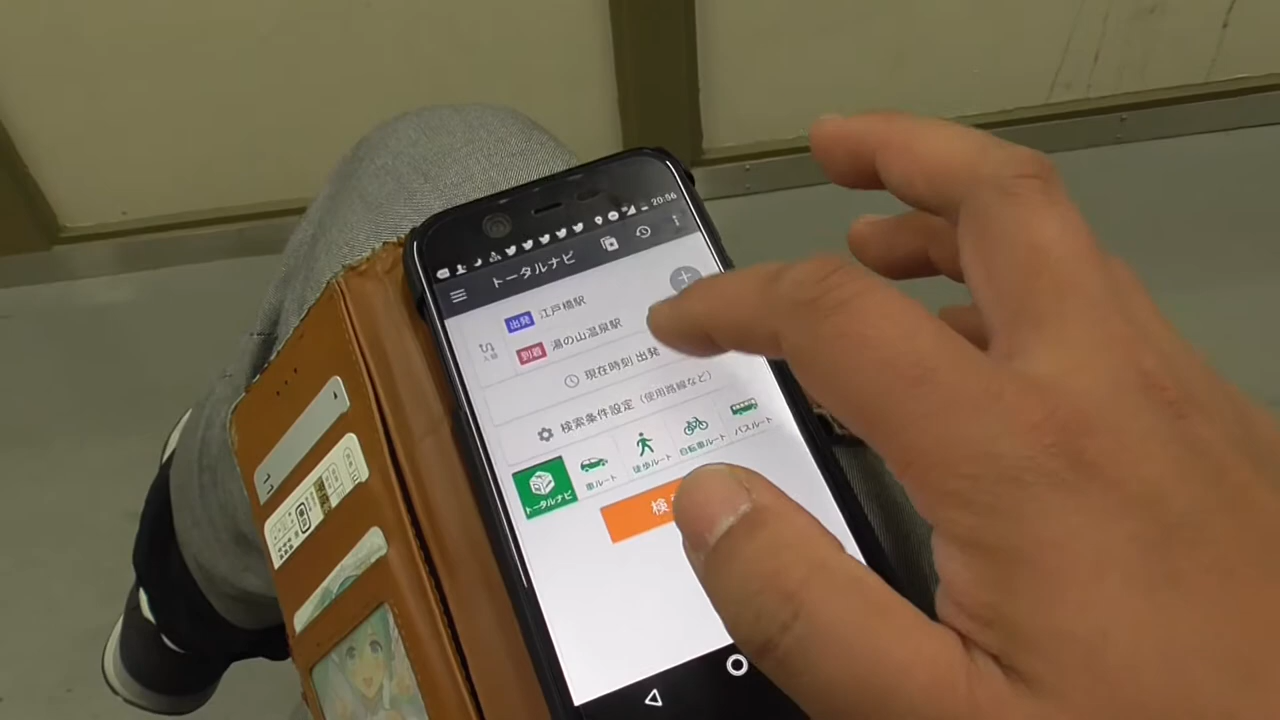 20:56
トータルナビ
出発 江戸橋駅
到着 湯の山温泉駅
入替
現在時刻 出発
検索条件設定（使用路線など）
トータルナビ
車ルート
徒歩ルート
自転車ルート
バスルート
検